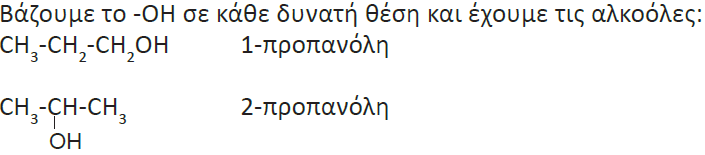 Βάζουμε το -ΟΗ σε κάθε δυνατή θέση και έχουμε τις αλκοόλες:
CH₃-CH₂-CH₂OH 1-προπανόλη
CH₃-CH-CH₃ 2-προπανόλη
OH